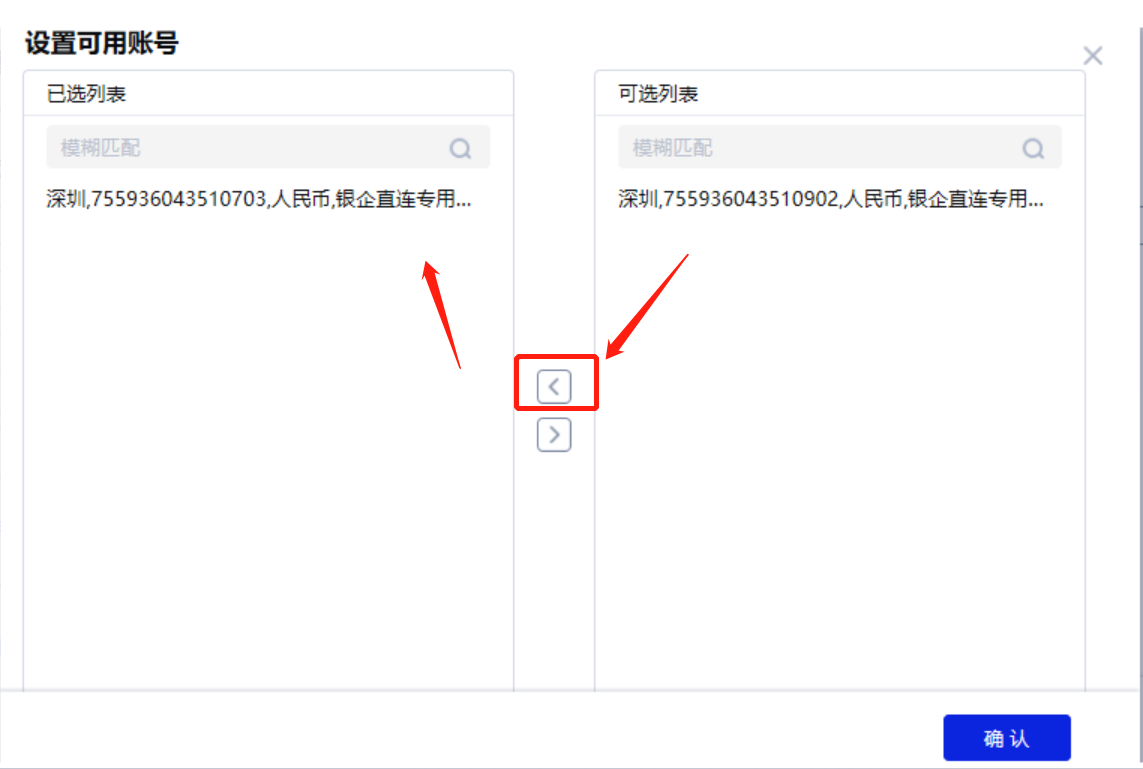 设置可用账号
已选列表
模糊匹配
深圳,755936043510703,人民币,银企直连专用...
可选列表
模糊匹配
深圳,755936043510902,人民币,银企直连专用...
确认